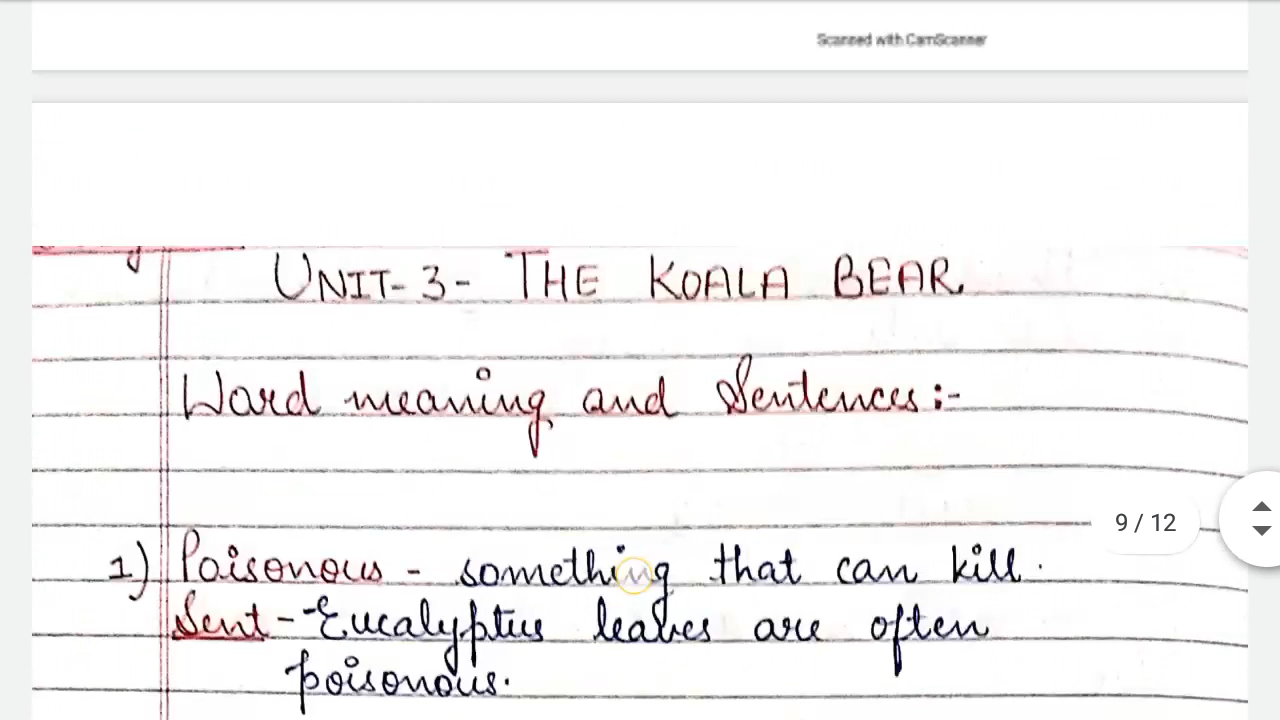 Scanned with CamScanner
UNIT-3- THE KOALA BEAR
Word meaning and Sentences:-
9 / 12
1) Poisonous - something that can kill.
Sent - Eucalyptus leaves are often
poisonous.